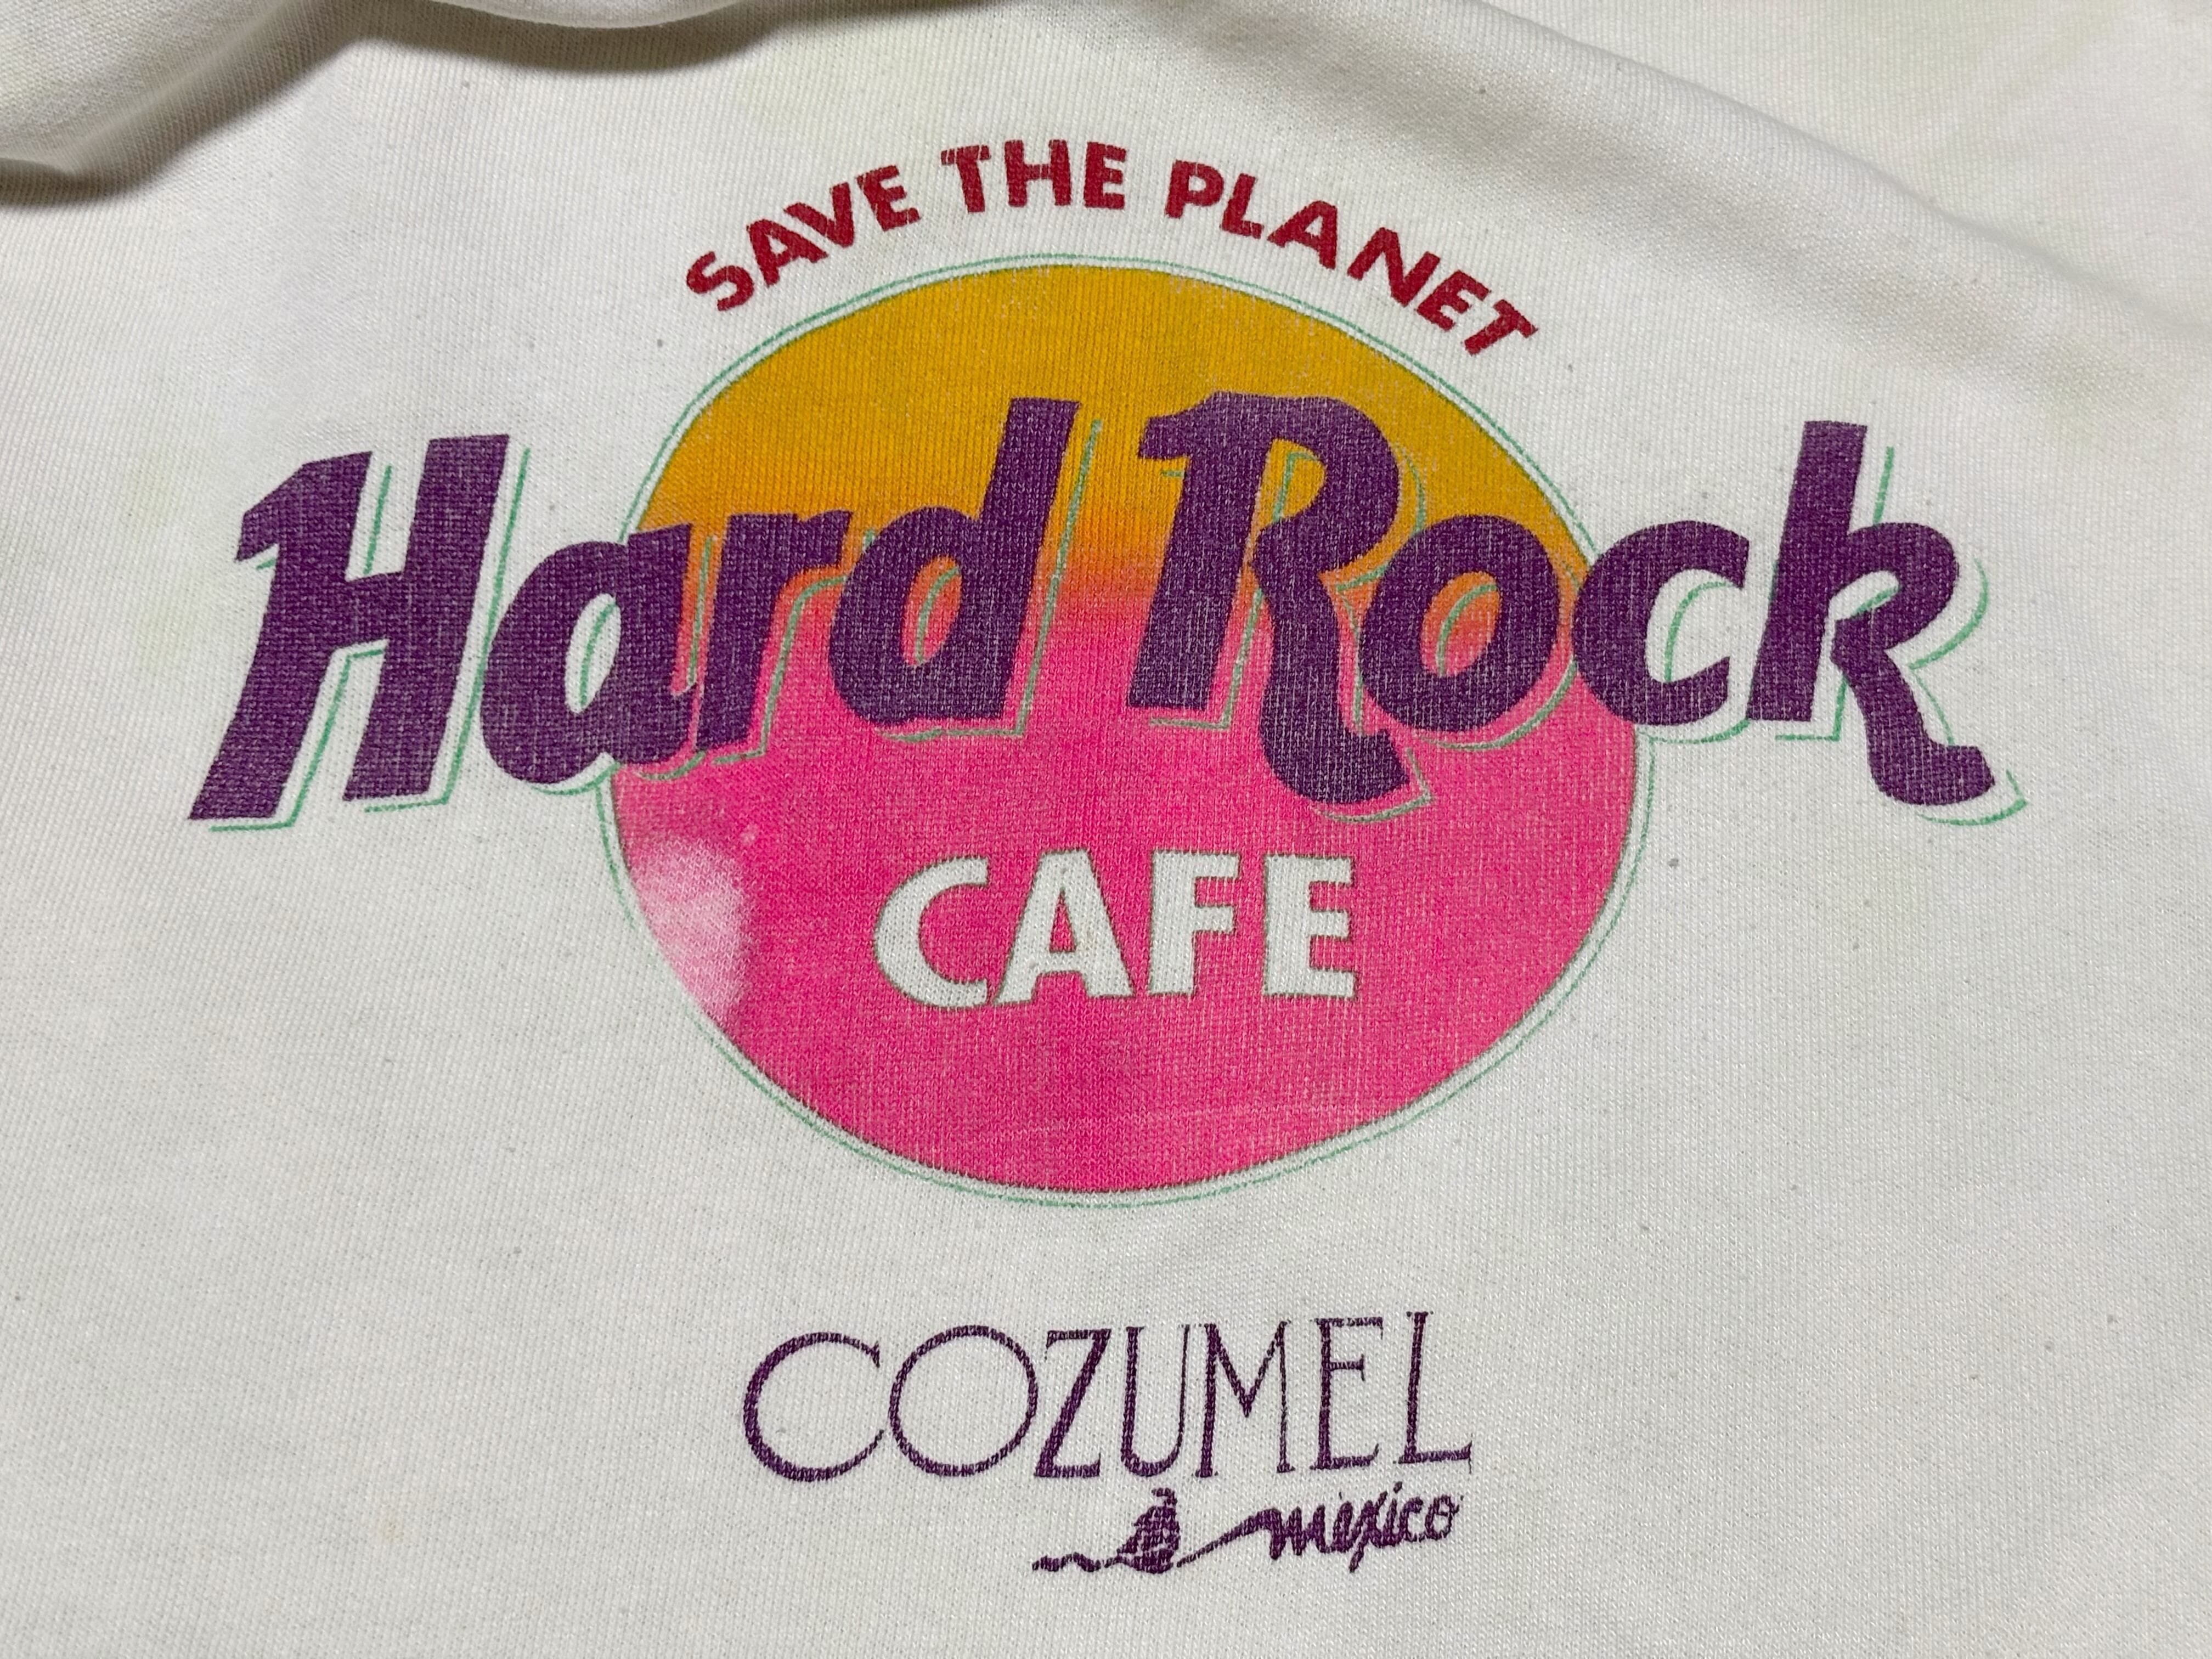 SAVE THE PLANET
Hard Rock
CAFE
COZUMEL
mexico